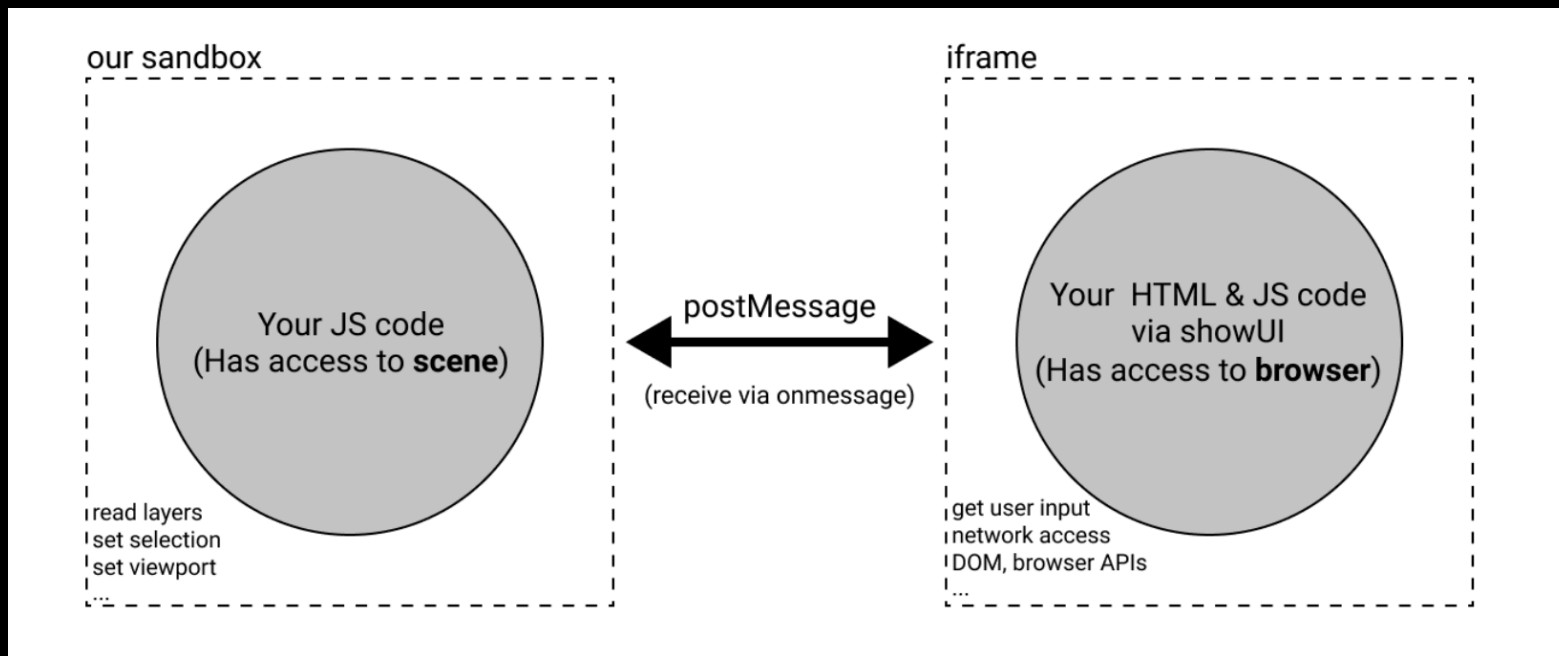 our sandbox
Your JS code
(Has access to scene)
read layers
set selection
set viewport
...
postMessage
(receive via onmessage)
iframe
Your HTML & JS code
via showUI
(Has access to browser)
get user input
network access
DOM, browser APIs
...